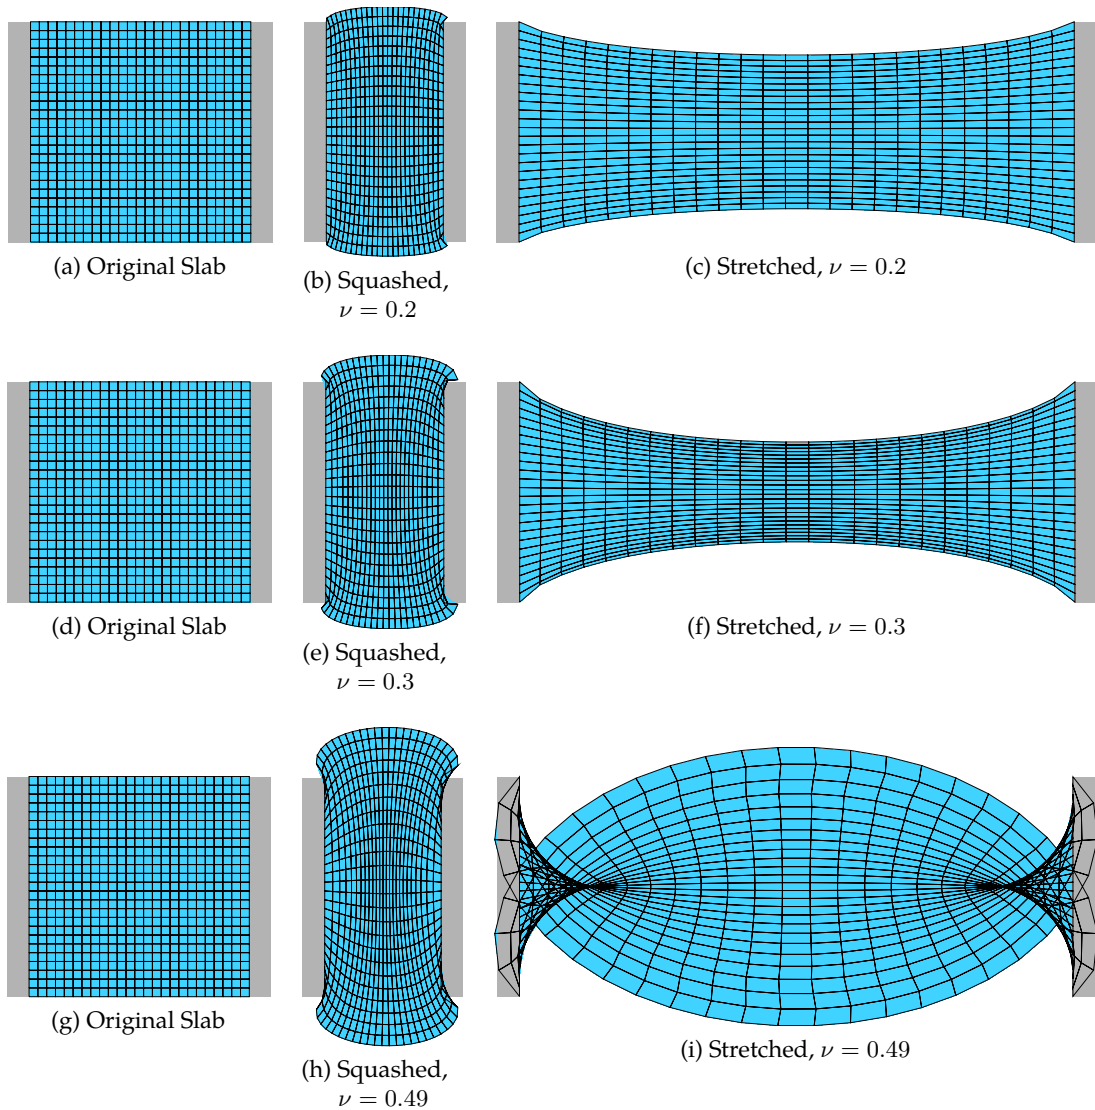 (a) Original Slab
(b) Squashed,
ν = 0.2
(c) Stretched, ν = 0.2
(d) Original Slab
(e) Squashed,
ν = 0.3
(f) Stretched, ν = 0.3
(g) Original Slab
(h) Squashed,
ν = 0.49
(i) Stretched, ν = 0.49